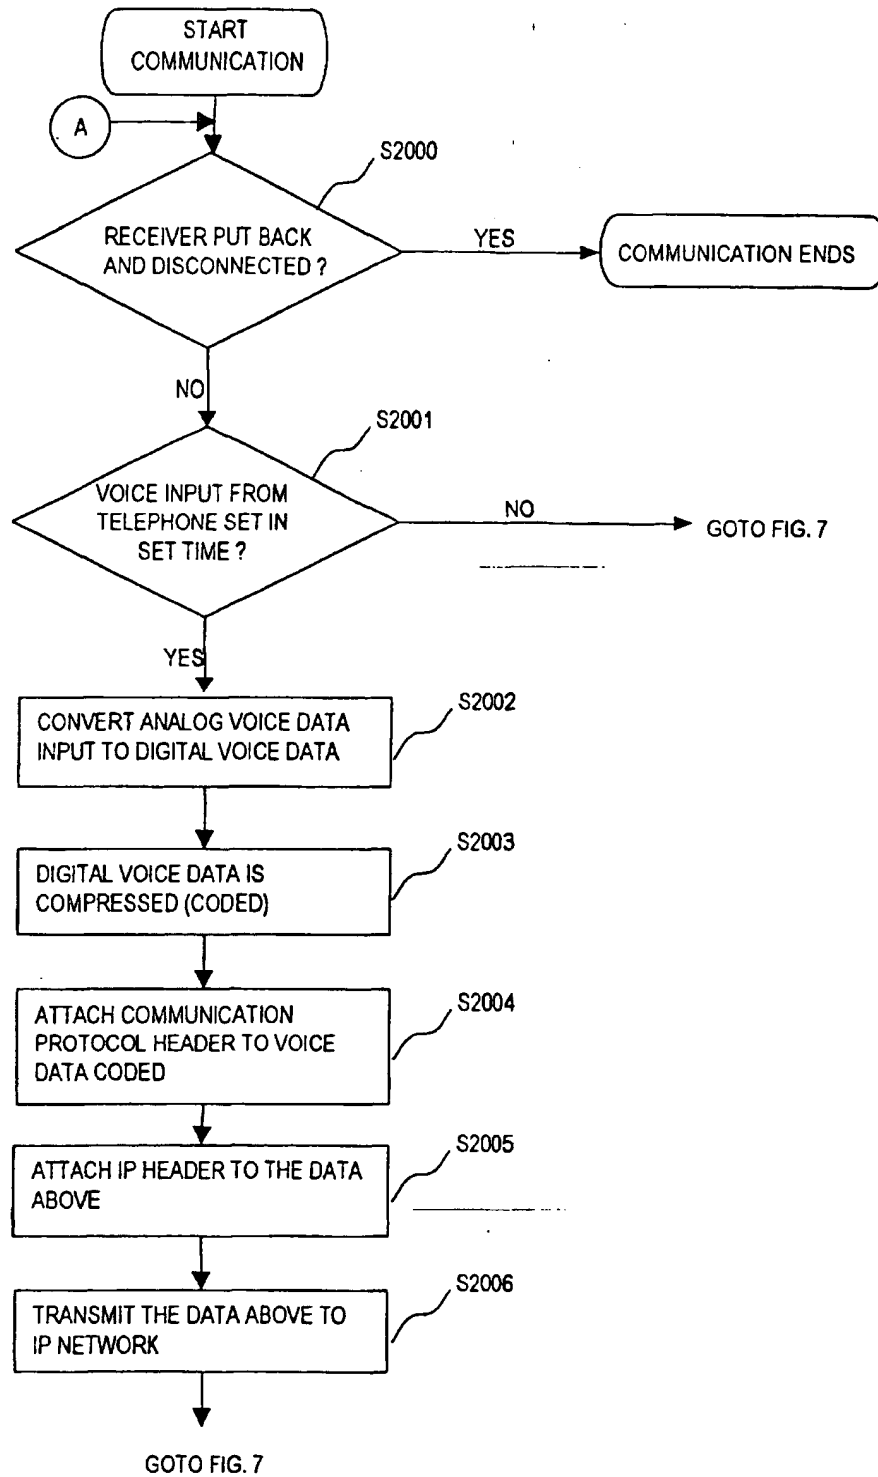 START
COMMUNICATION
A
S2000
RECEIVER PUT BACK
AND DISCONNECTED ?
YES
COMMUNICATION ENDS
NO
S2001
VOICE INPUT FROM
TELEPHONE SET IN
SET TIME ?
NO
GOTO FIG. 7
YES
S2002
CONVERT ANALOG VOICE DATA
INPUT TO DIGITAL VOICE DATA
S2003
DIGITAL VOICE DATA IS
COMPRESSED (CODED)
S2004
ATTACH COMMUNICATION
PROTOCOL HEADER TO VOICE
DATA CODED
S2005
ATTACH IP HEADER TO THE DATA
ABOVE
S2006
TRANSMIT THE DATA ABOVE TO
IP NETWORK
GOTO FIG. 7